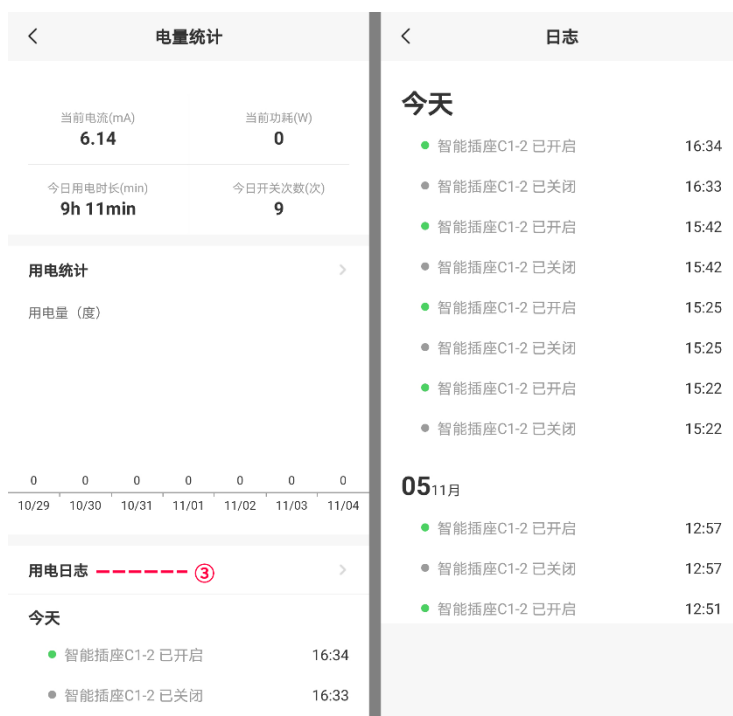 电量统计
当前电流(mA) 当前功耗(W)
6.14 0
今日用电时长(min) 今日开关次数(次)
9h 11min 9
用电统计
用电量（度）
0 0 0 0 0 0 0
10/29 10/30 10/31 11/01 11/02 11/03 11/04
用电日志 ③
今天
智能插座C1-2 已开启 16:34
智能插座C1-2 已关闭 16:33
日志
今天
智能插座C1-2 已开启 16:34
智能插座C1-2 已关闭 16:33
智能插座C1-2 已开启 15:42
智能插座C1-2 已关闭 15:42
智能插座C1-2 已开启 15:25
智能插座C1-2 已关闭 15:25
智能插座C1-2 已开启 15:22
智能插座C1-2 已关闭 15:22
05 11月
智能插座C1-2 已开启 12:57
智能插座C1-2 已关闭 12:57
智能插座C1-2 已开启 12:51